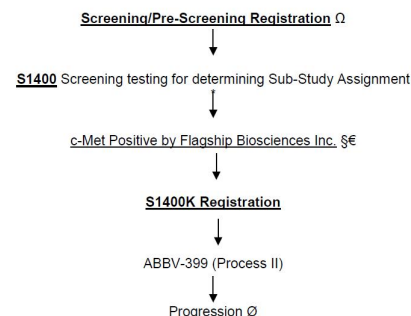 Screening/Pre-Screening Registration Ω
S1400 Screening testing for determining Sub-Study Assignment
*
c-Met Positive by Flagship Biosciences Inc. §€
S1400K Registration
ABBV-399 (Process II)
Progression Ø